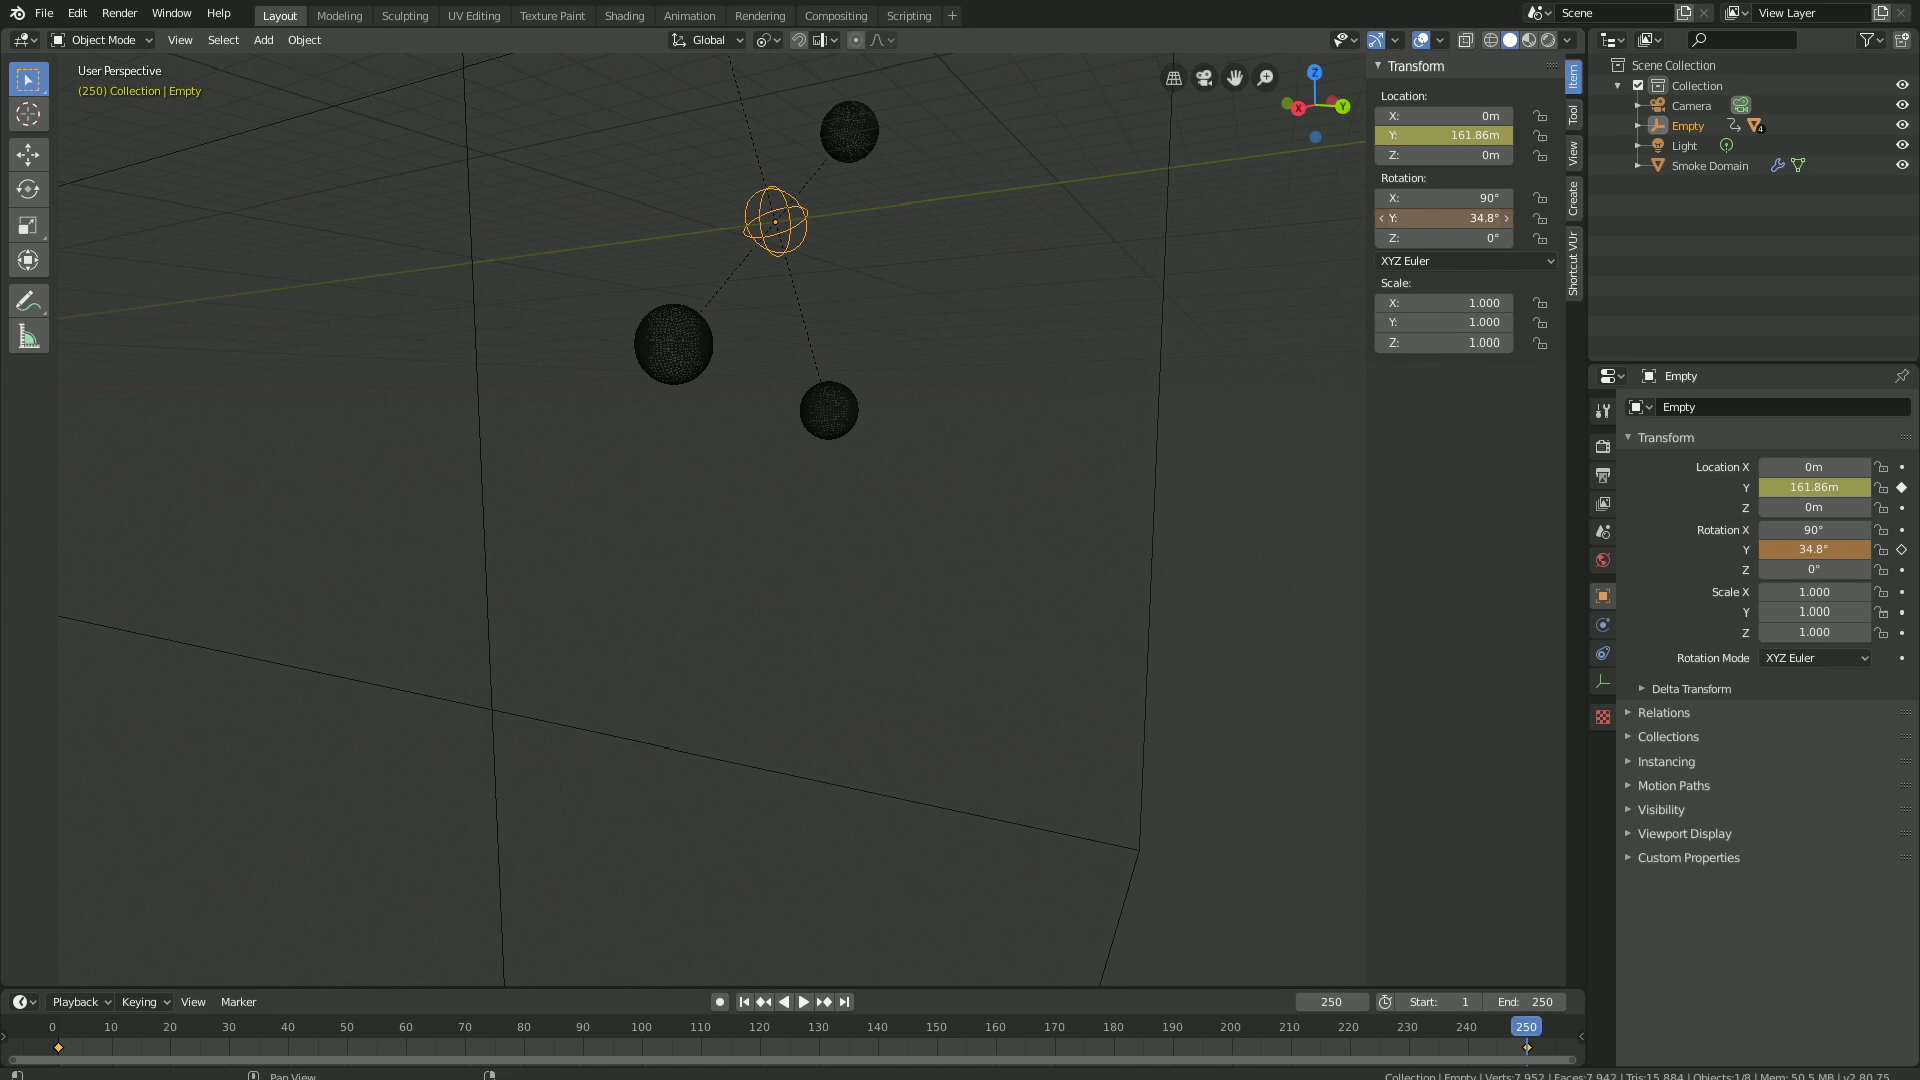 File Edit Render Window Help
Layout Modeling Sculpting UV Editing Texture Paint Shading Animation Rendering Compositing Scripting +
Scene
View Layer
Object Mode View Select Add Object
Global
User Perspective
(250) Collection | Empty
Z
X
Y
Transform
Location:
X: 0m
Y: 161.86m
Z: 0m
Rotation:
X: 90°
Y: 34.8°
Z: 0°
XYZ Euler
Scale:
X: 1.000
Y: 1.000
Z: 1.000
Item
Tool
View
Create
Shortcut VUr
Scene Collection
Collection
Camera
Empty 4
Light
Smoke Domain
Empty
Empty
Transform
Location X 0m
Y 161.86m
Z 0m
Rotation X 90°
Y 34.8°
Z 0°
Scale X 1.000
Y 1.000
Z 1.000
Rotation Mode XYZ Euler
Delta Transform
Relations
Collections
Instancing
Motion Paths
Visibility
Viewport Display
Custom Properties
Playback Keying View Marker
250
Start: 1
End: 250
0 10 20 30 40 50 60 70 80 90 100 110 120 130 140 150 160 170 180 190 200 210 220 230 240 250
Pan View
Collection | Empty | Verts:7,952 | Faces:7,942 | Tris:15,884 | Objects:1/8 | Mem: 50.5 MB | v2.80.75